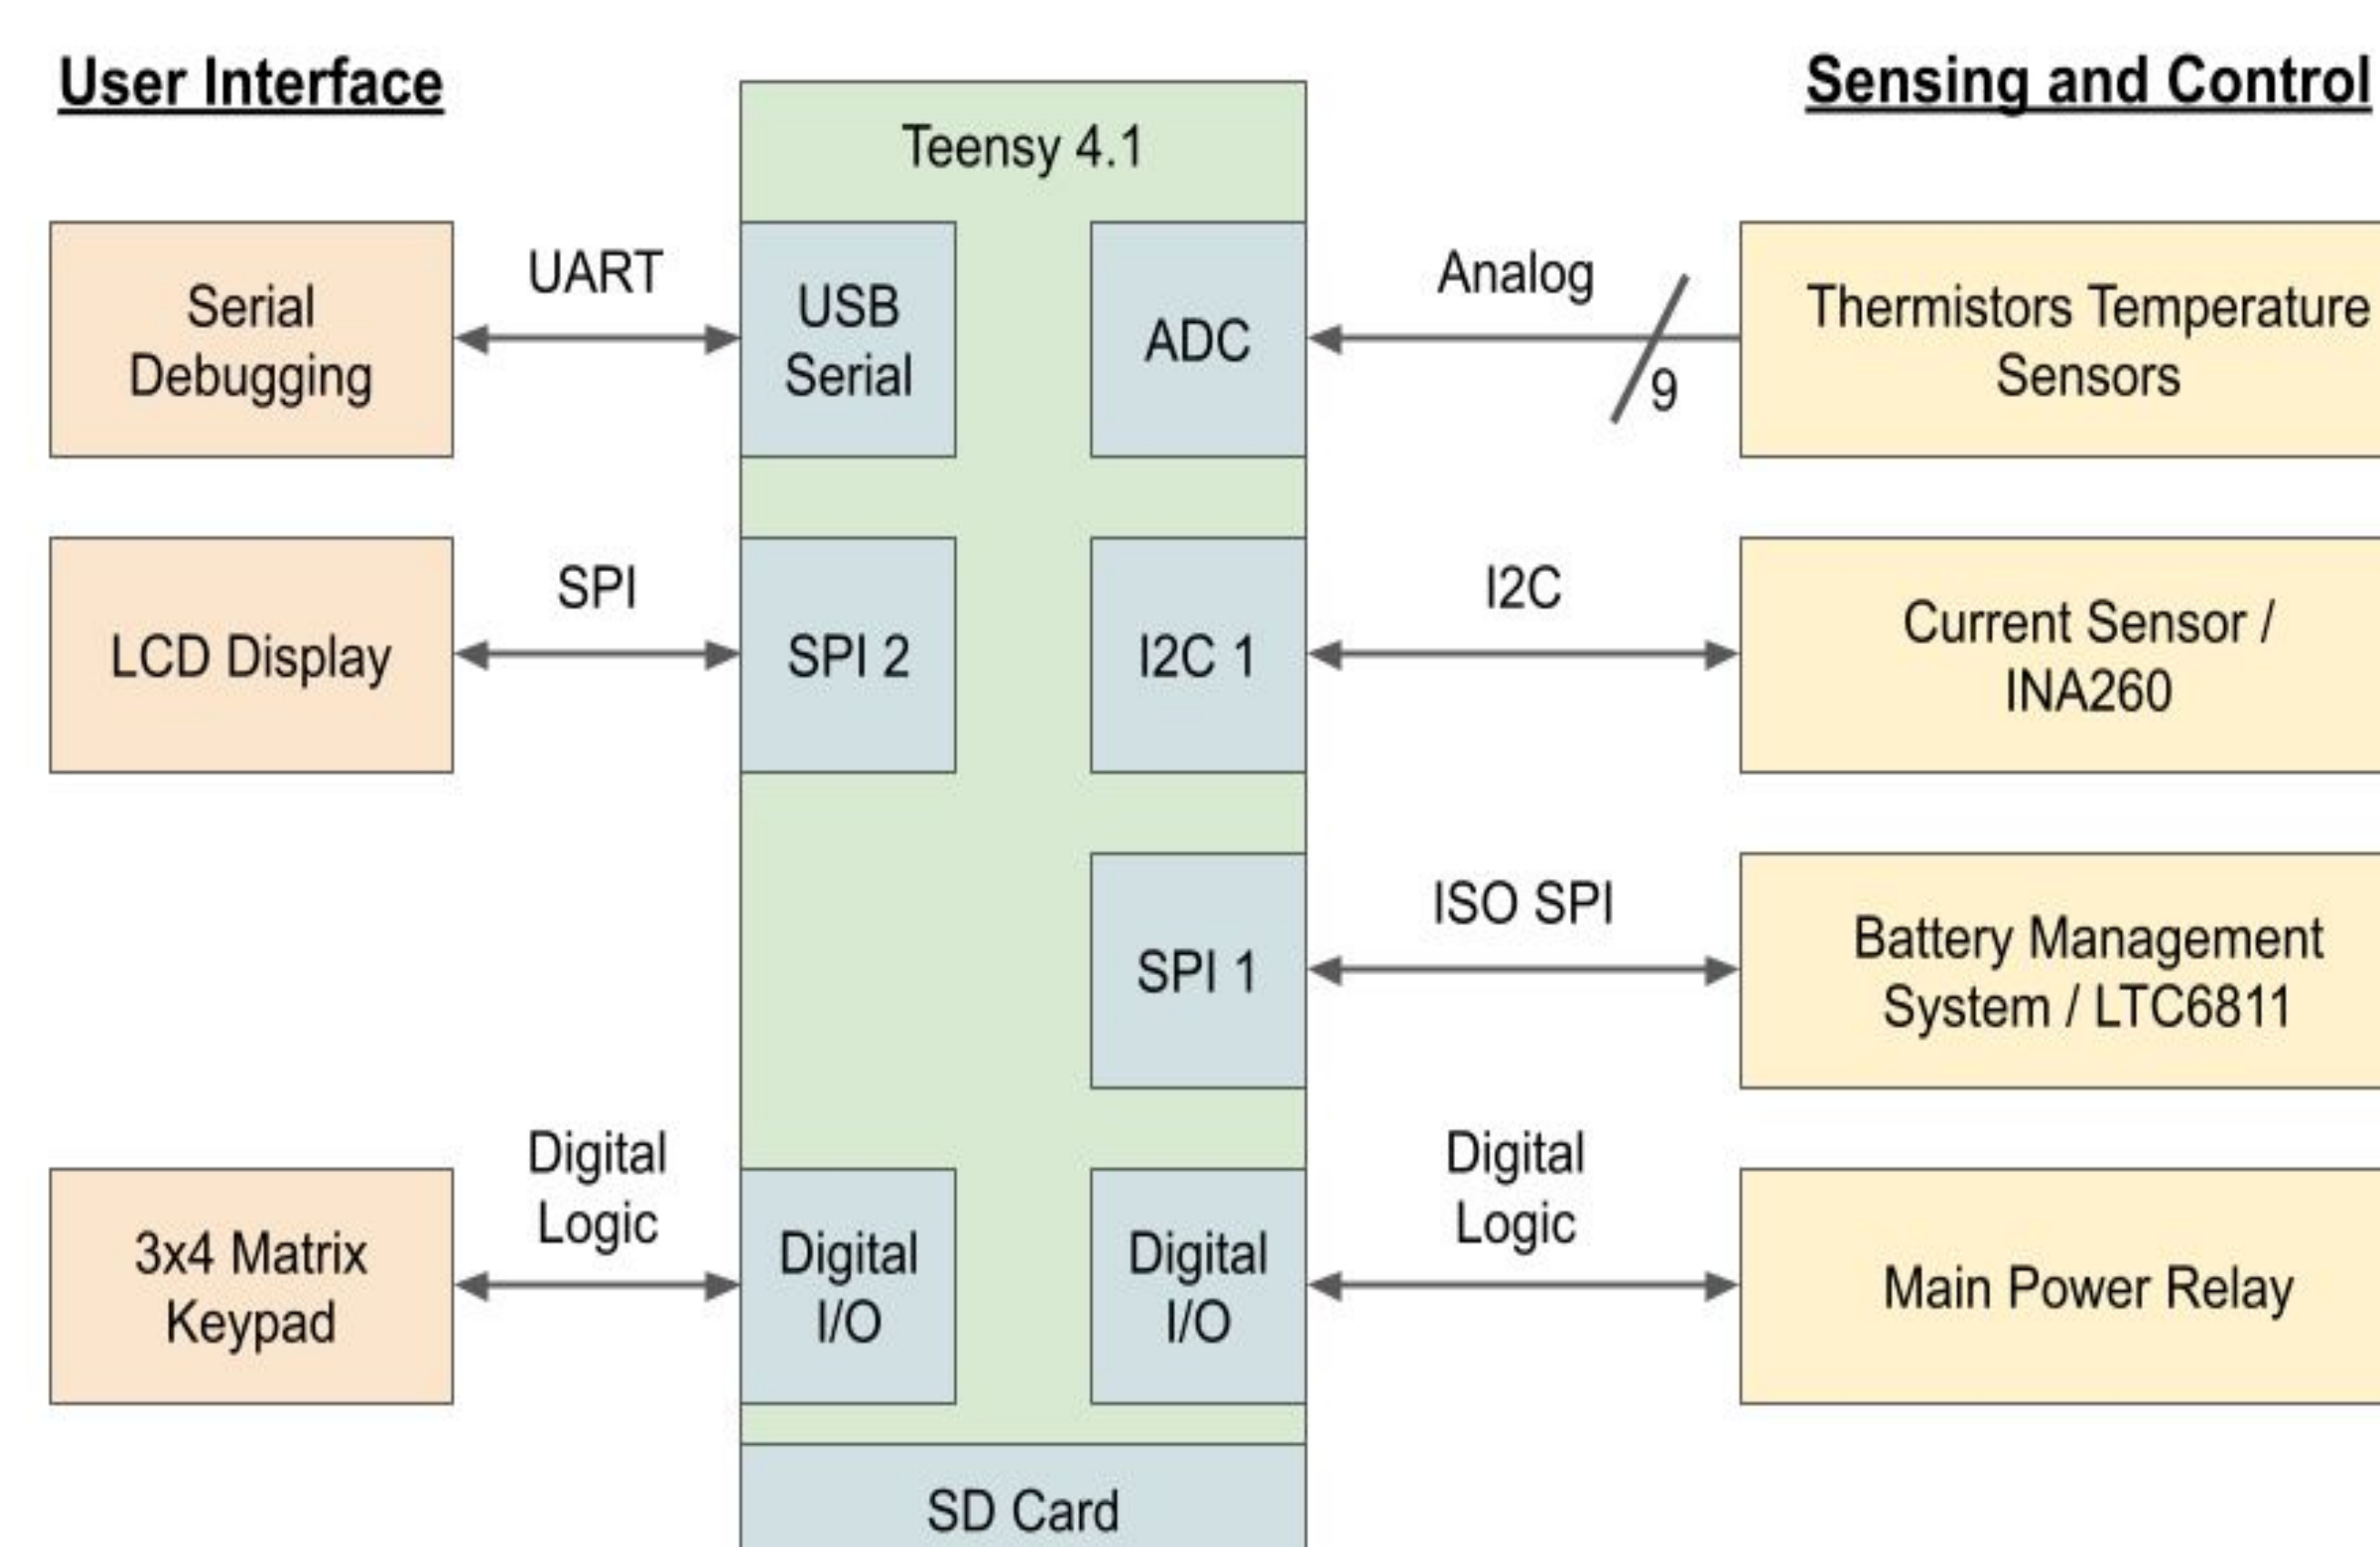 User Interface
Sensing and Control
Teensy 4.1
Serial
Debugging
UART
USB
Serial
ADC
Analog
9
Thermistors Temperature
Sensors
LCD Display
SPI
SPI 2
I2C 1
I2C
Current Sensor /
INA260
SPI 1
ISO SPI
Battery Management
System / LTC6811
3x4 Matrix
Keypad
Digital
Logic
Digital
I/O
Digital
I/O
Digital
Logic
Main Power Relay
SD Card